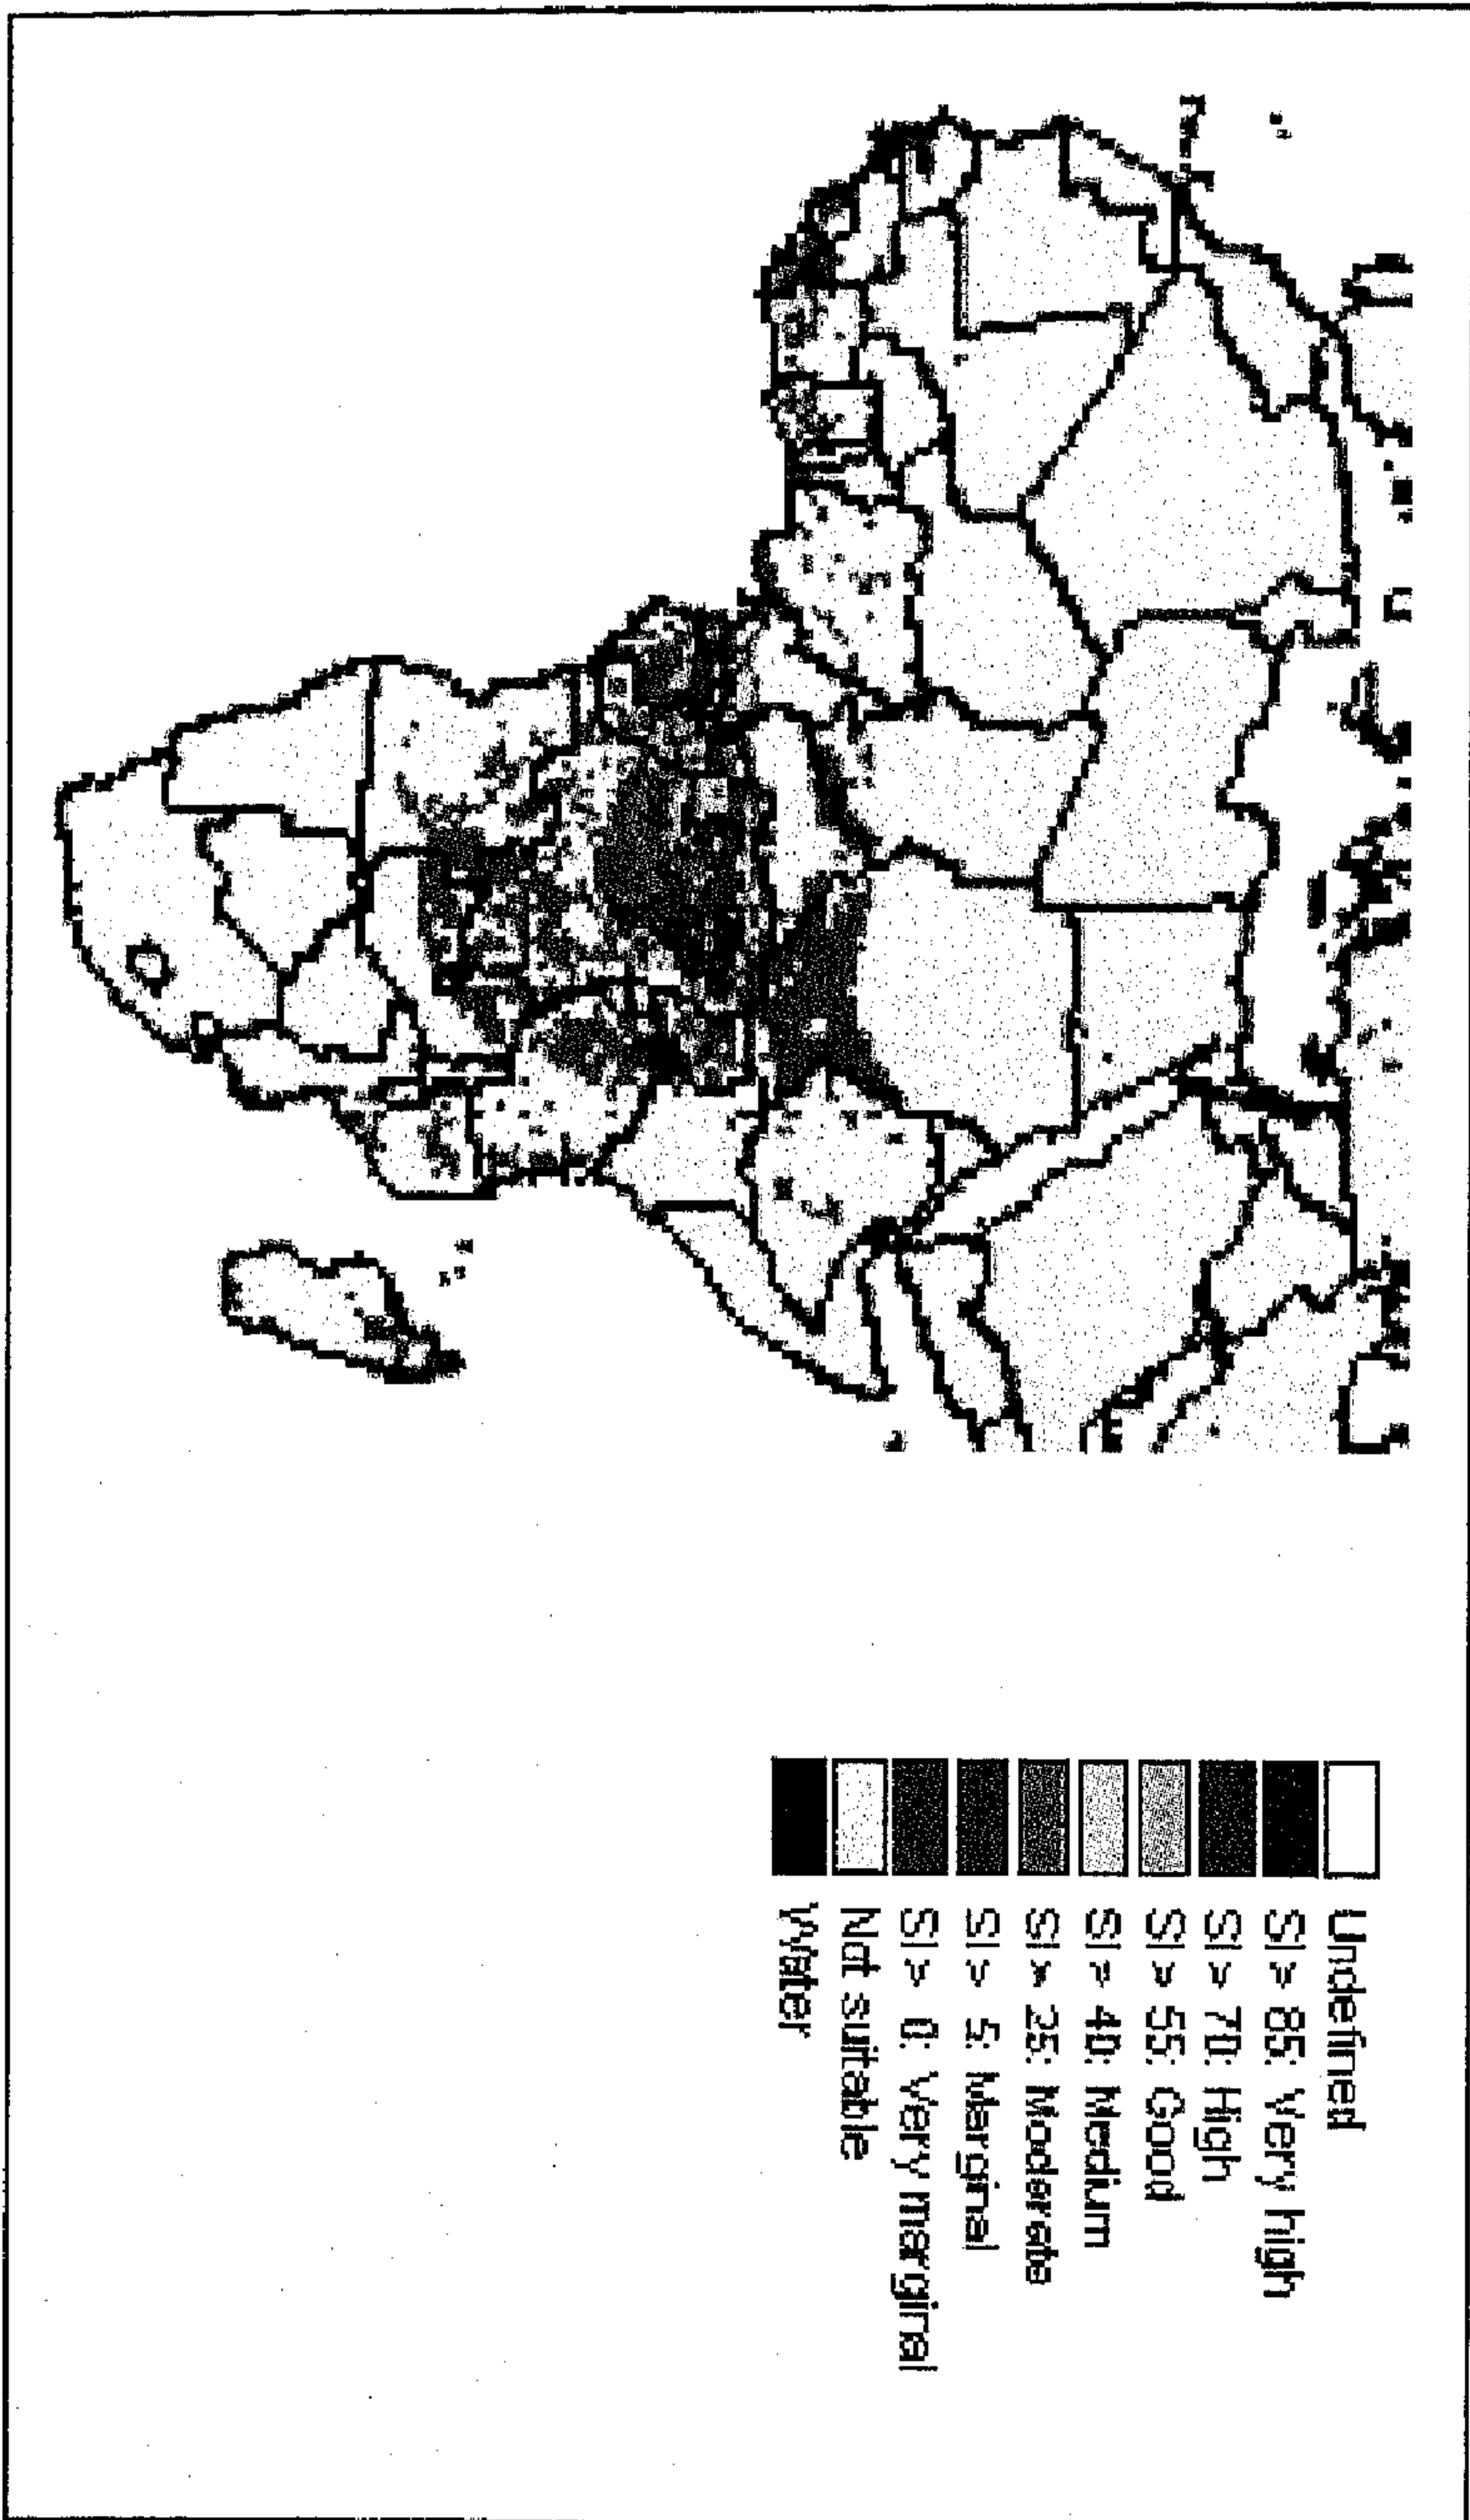 Undefined
SI > 85: Very high
SI > 70: High
SI > 55: Good
SI > 40: Medium
SI > 25: Moderate
SI > 5: Marginal
SI > 0: Very marginal
Not suitable
Water